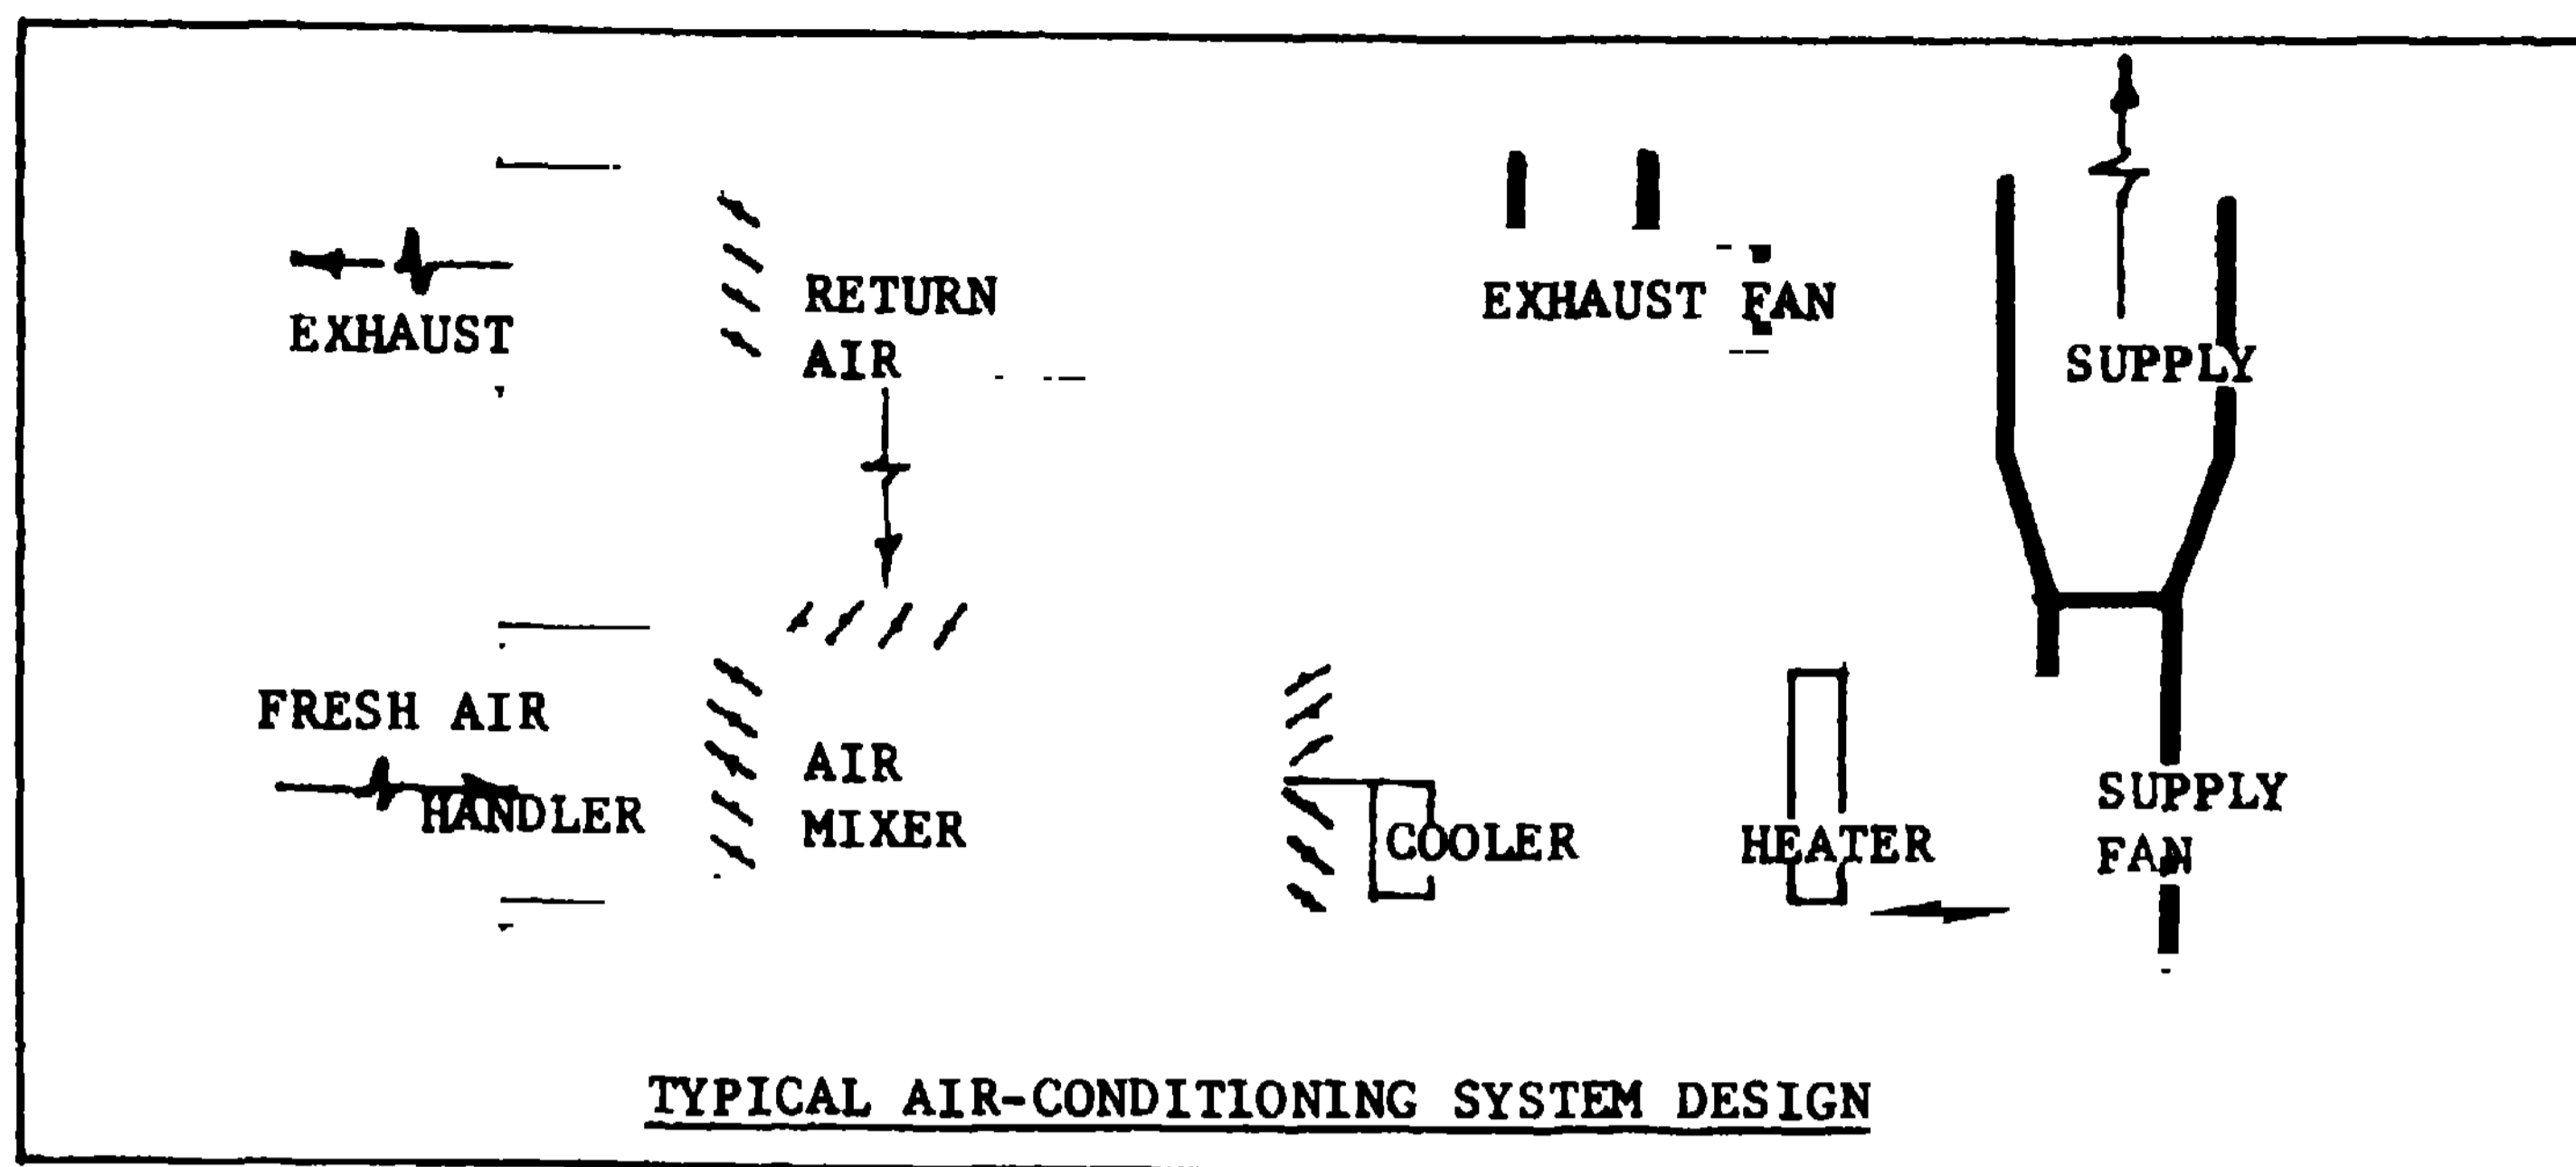 EXHAUST
RETURN
AIR
EXHAUST FAN
SUPPLY
FRESH AIR
HANDLER
AIR
MIXER
COOLER
HEATER
SUPPLY
FAN
TYPICAL AIR-CONDITIONING SYSTEM DESIGN